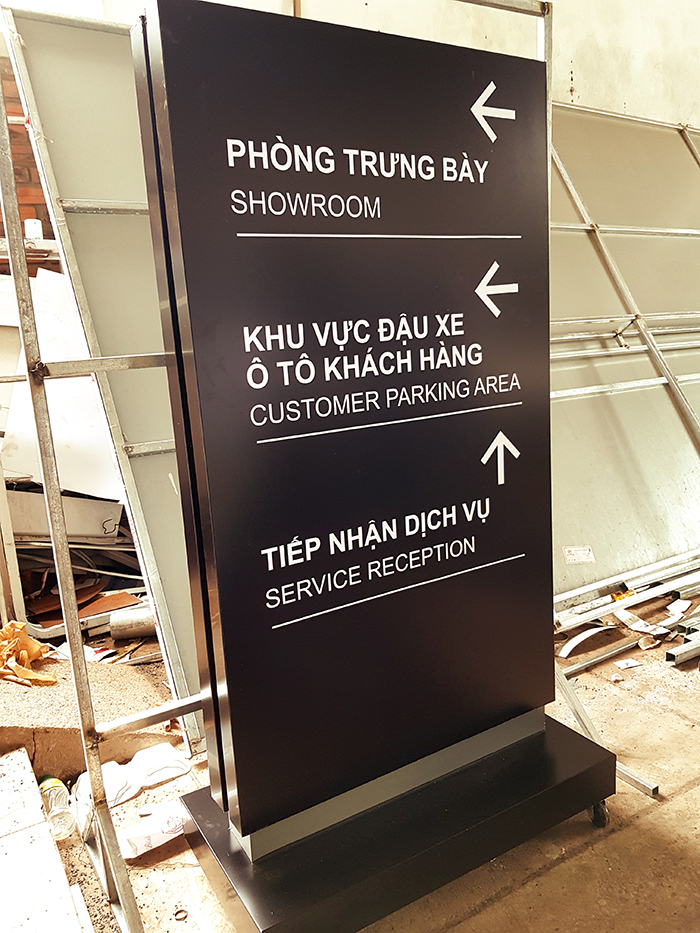 PHÒNG TRƯNG BÀY
SHOWROOM
KHU VỰC ĐẬU XE
Ô TÔ KHÁCH HÀNG
CUSTOMER PARKING AREA
TIẾP NHẬN DỊCH VỤ
SERVICE RECEPTION